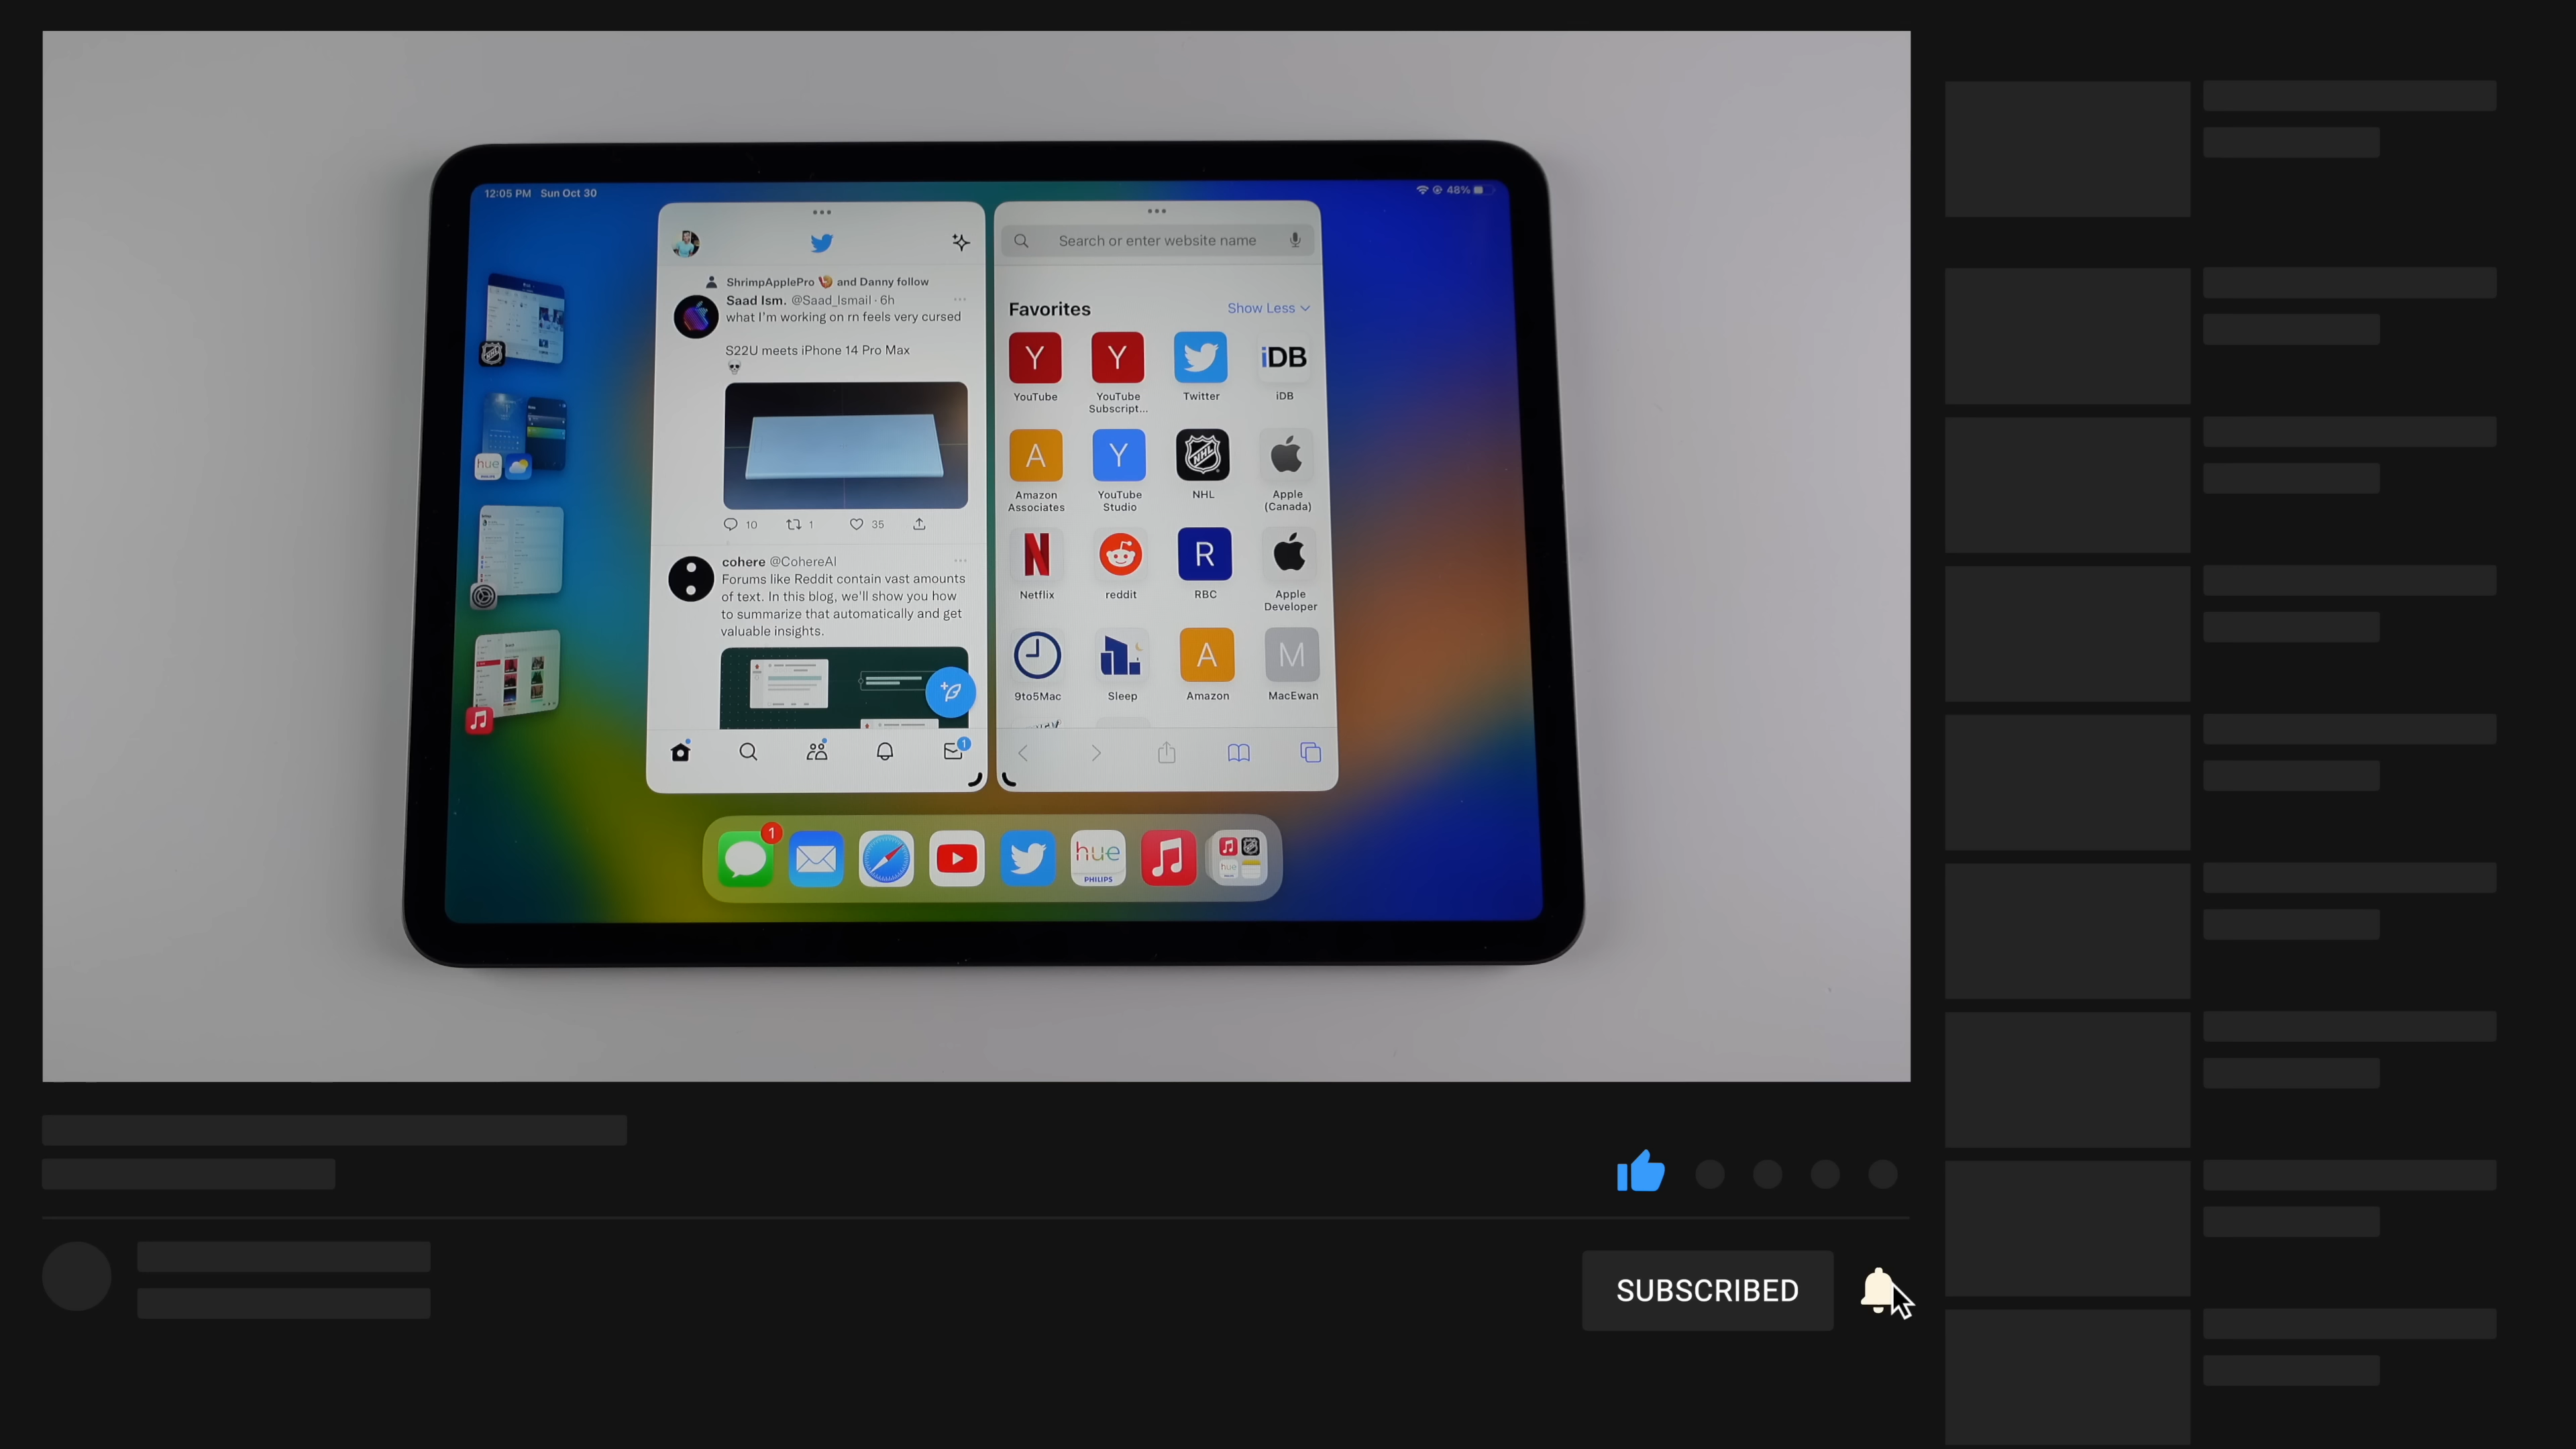 12:05 PM Sun Oct 30
48%
ShrimpApplePro and Danny follow
Saad Ism. @Saad_Ismail · 6h
what I'm working on rn feels very cursed
S22U meets iPhone 14 Pro Max
10
1
35
cohere @CohereAI
Forums like Reddit contain vast amounts
of text. In this blog, we'll show you how
to summarize that automatically and get
valuable insights.
1
Search or enter website name
Favorites
Show Less
Y
Y
iDB
YouTube
YouTube
Subscript...
Twitter
iDB
A
Y
NHL
Amazon
Associates
YouTube
Studio
NHL
Apple
(Canada)
N
R
Netflix
reddit
RBC
Apple
Developer
A
M
9to5Mac
Sleep
Amazon
MacEwan
hue
1
hue
PHILIPS
hue
SUBSCRIBED